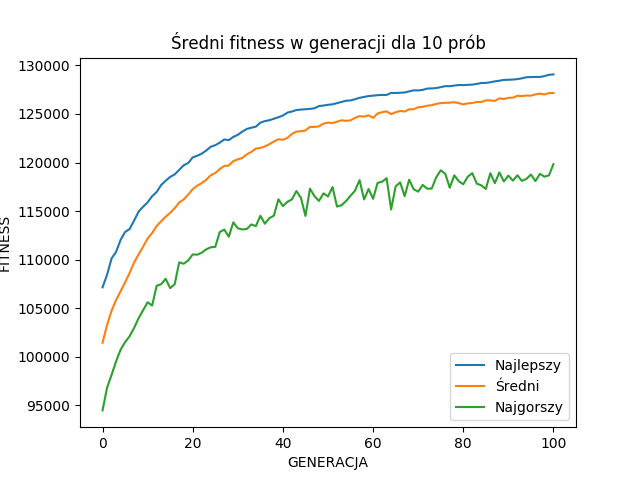 Średni fitness w generacji dla 10 prób
130000
125000
120000
115000
110000
105000
100000
95000
FITNESS
0 20 40 60 80 100
GENERACJA
Najlepszy
Średni
Najgorszy